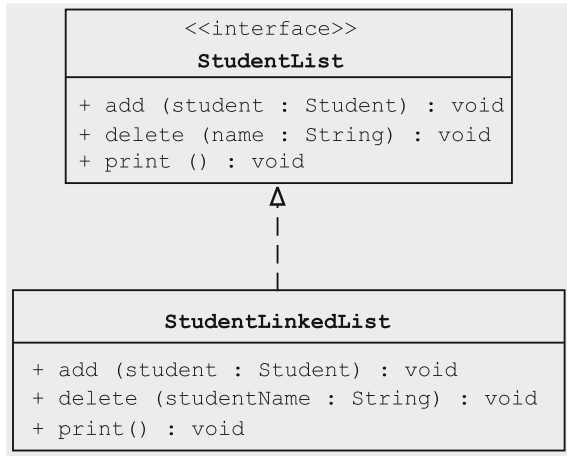 <<interface>>
StudentList
+ add (student : Student) : void
+ delete (name : String) : void
+ print () : void
StudentLinkedList
+ add (student : Student) : void
+ delete (studentName : String) : void
+ print() : void